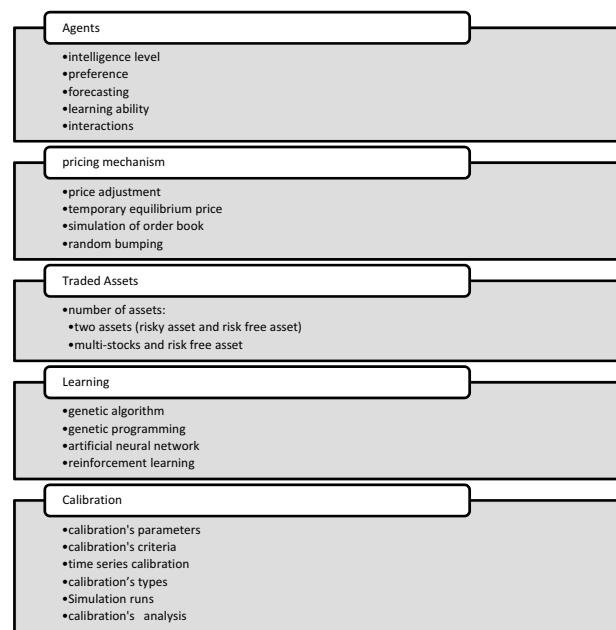 Agents
•intelligence level
•preference
•forecasting
•learning ability
•interactions
pricing mechanism
•price adjustment
•temporary equilibrium price
•simulation of order book
•random bumping
Traded Assets
•number of assets:
•two assets (risky asset and risk free asset)
•multi-stocks and risk free asset
Learning
•genetic algorithm
•genetic programming
•artificial neural network
•reinforcement learning
Calibration
•calibration's parameters
•calibration's criteria
•time series calibration
•calibration’s types
•Simulation runs
•calibration's analysis